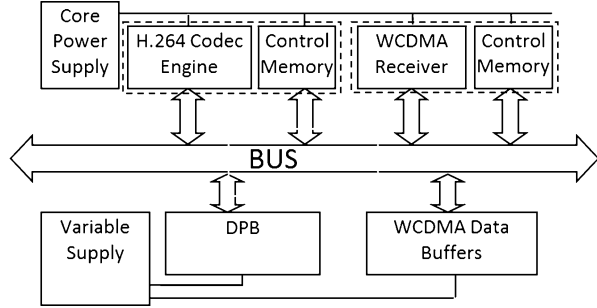 Core
Power
Supply
H.264 Codec
Engine
Control
Memory
WCDMA
Receiver
Control
Memory
BUS
Variable
Supply
DPB
WCDMA Data
Buffers